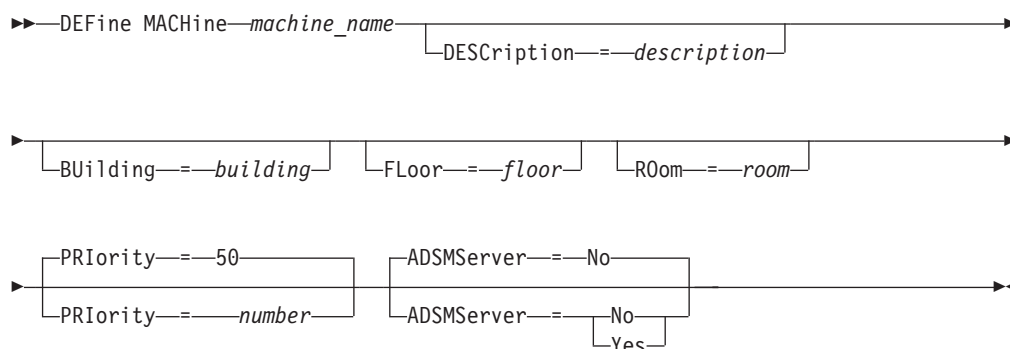 DEFine MACHine machine_name
DESCription = description
BUilding = building FLoor = floor ROom = room
PRIority = 50 ADSMServer = No
PRIority = number ADSMServer = No
Yes